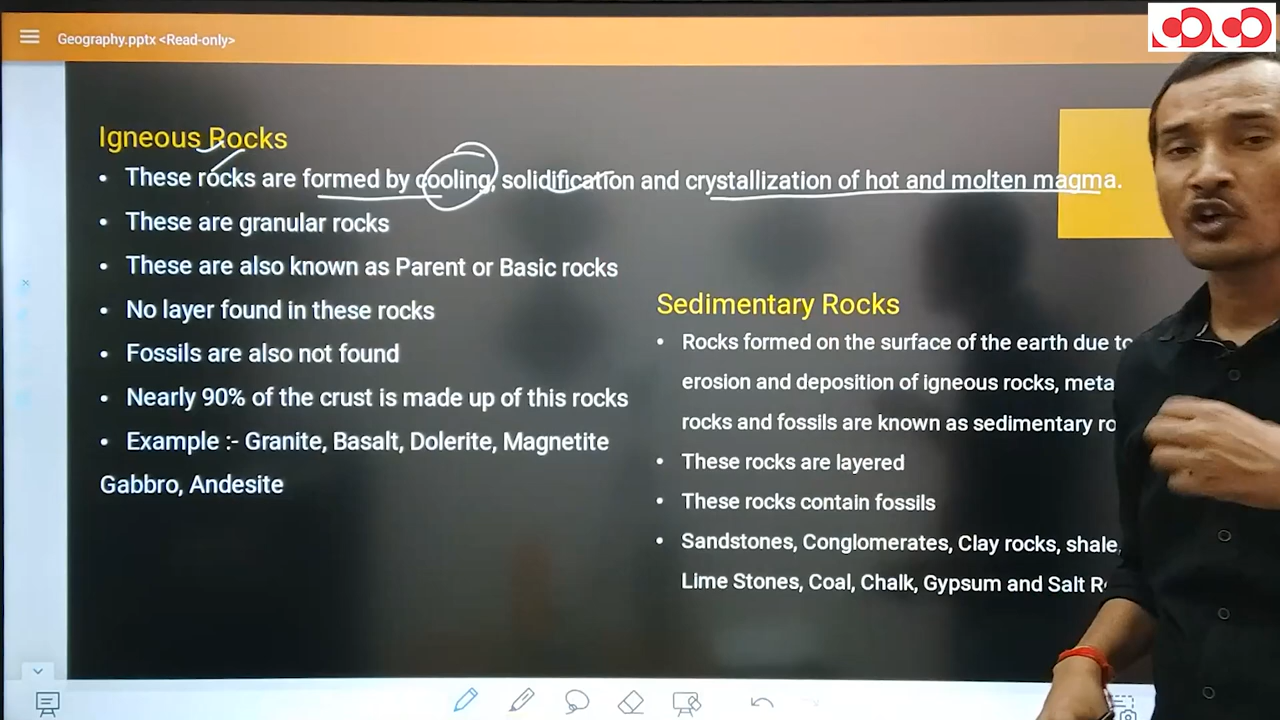 Geography.pptx <Read-only>
Igneous Rocks
• These rocks are formed by cooling, solidification and crystallization of hot and molten magma.
• These are granular rocks
• These are also known as Parent or Basic rocks
• No layer found in these rocks
• Fossils are also not found
• Nearly 90% of the crust is made up of this rocks
• Example :- Granite, Basalt, Dolerite, Magnetite
Gabbro, Andesite
Sedimentary Rocks
• Rocks formed on the surface of the earth due to
erosion and deposition of igneous rocks,
rocks and fossils are known as sedimentary
• These rocks are layered
• These rocks contain fossils
• Sandstones, Conglomerates, Clay rocks, shale,
Lime Stones, Coal, Chalk, Gypsum and Salt